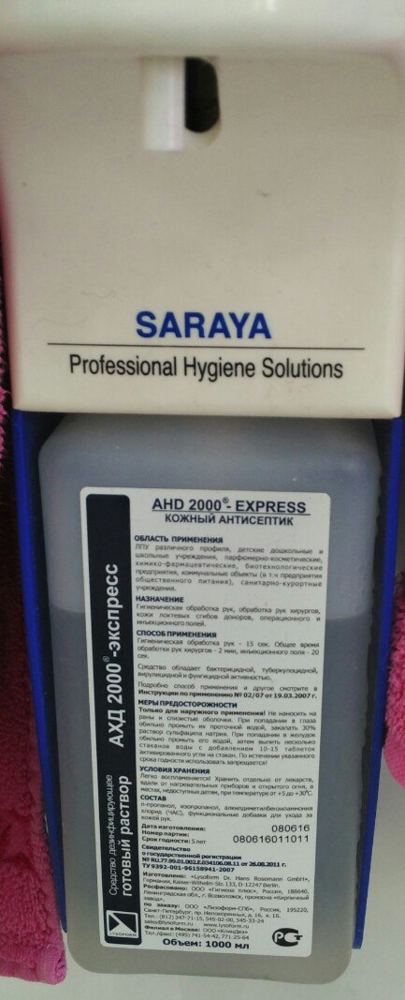 SARAYA
Professional Hygiene Solutions
AHD 2000®- EXPRESS
КОЖНЫЙ АНТИСЕПТИК
ОБЛАСТЬ ПРИМЕНЕНИЯ
ЛПУ различного профиля, детские дошкольные и
школьные учреждения, парфюмерно-косметические,
химико-фармацевтические, биотехнологические
предприятия, коммунальные объекты (в т.ч предприятия
общественного питания), санитарно-курортные
учреждения.
НАЗНАЧЕНИЕ
Гигиеническая обработка рук, обработка рук хирургов,
кожи локтевых сгибов доноров, операционного и
инъекционного полей.
СПОСОБ ПРИМЕНЕНИЯ
Гигиеническая обработка рук - 15 сек. Общее время
обработки рук хирургов - 2 мин, инъекционного поля - 20
сек.
Средство обладает бактерицидной, туберкулоцидной,
вирулицидной и фунгицидной активностью.
Подробно способ применения и другое смотрите в
Инструкции по применению № 02/07 от 19.03.2007 г.
МЕРЫ ПРЕДОСТОРОЖНОСТИ
Только для наружного применения! Не наносить на
раны и слизистые оболочки. При попадании в глаза
обильно промыть их проточной водой, закапать 30%
раствор сульфацила натрия. При попадании в желудок
обильно промыть его водой, затем выпить несколько
стаканов воды с добавлением 10-15 таблеток
активированного угля на стакан. По истечении указанного
срока годности использовать запрещается!
УСЛОВИЯ ХРАНЕНИЯ
Легко воспламеняется! Хранить отдельно от лекарств,
вдали от нагревательных приборов и открытого огня, в
местах, недоступных детям, при температуре от +5 до +30°С.
СОСТАВ
н-пропанол, изопропанол, алкилдиметилбензиламмония
хлорид (ЧАС), функциональные добавки для ухода за
кожей рук.
Дата изготовления: 080616
Номер партии: 080616011011
Срок годности: 5 лет
Свидетельство
о государственной регистрации
№ RU.77.99.01.002.Е.034106.08.11 от 26.08.2011 г.
ТУ 9392-001-96158941-2007
Изготовлено: «Lysoform Dr. Hans Rosemann GmbH»,
Германия, Kaiser-Wilhelm-Str. 133, D-12247 Berlin.
Расфасовано: ООО «Гигиена плюс», Россия, 188640,
Ленинградская обл., г. Всеволожск, промзона «Кирпичный
завод».
по заказу: ООО «Лизоформ-СПб», Россия, 195220,
Санкт-Петербург, пр. Непокоренных, д. 16, к. 1Б.
Тел.: (812) 347-71-15, 545-02-00, 545-33-24
sales@lysoform.ru www.lysoform.ru
Филиал в Москве: ООО «КлинДез»
Тел./факс: (495) 741-54-42, 771-25-64
Объем: 1000 мл
РСТ
Средство дезинфицирующее
готовый раствор АХД 2000®-экспресс
LYSOFORM